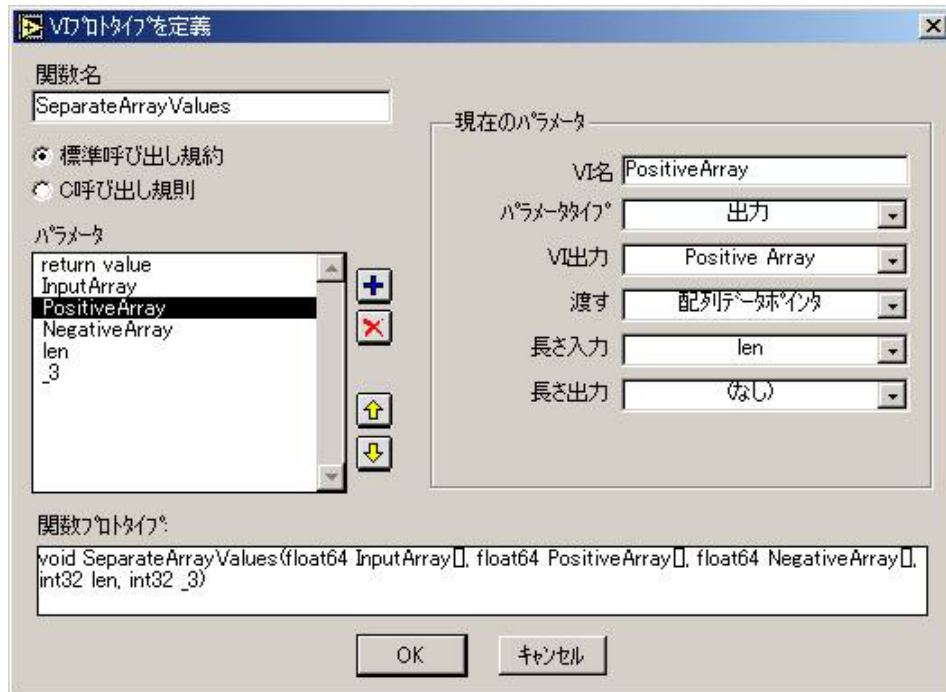 VIプロトタイプを定義
関数名
SeparateArrayValues
標準呼び出し規約
C呼び出し規則
パラメータ
return value
InputArray
PositiveArray
NegativeArray
len
_3
現在のパラメータ
VI名 PositiveArray
パラメータタイプ 出力
VI出力 Positive Array
渡す 配列データポインタ
長さ入力 len
長さ出力 (なし)
関数プロトタイプ:
void SeparateArrayValues(float64 InputArray[], float64 PositiveArray[], float64 NegativeArray[],
int32 len, int32 _3)
OK キャンセル